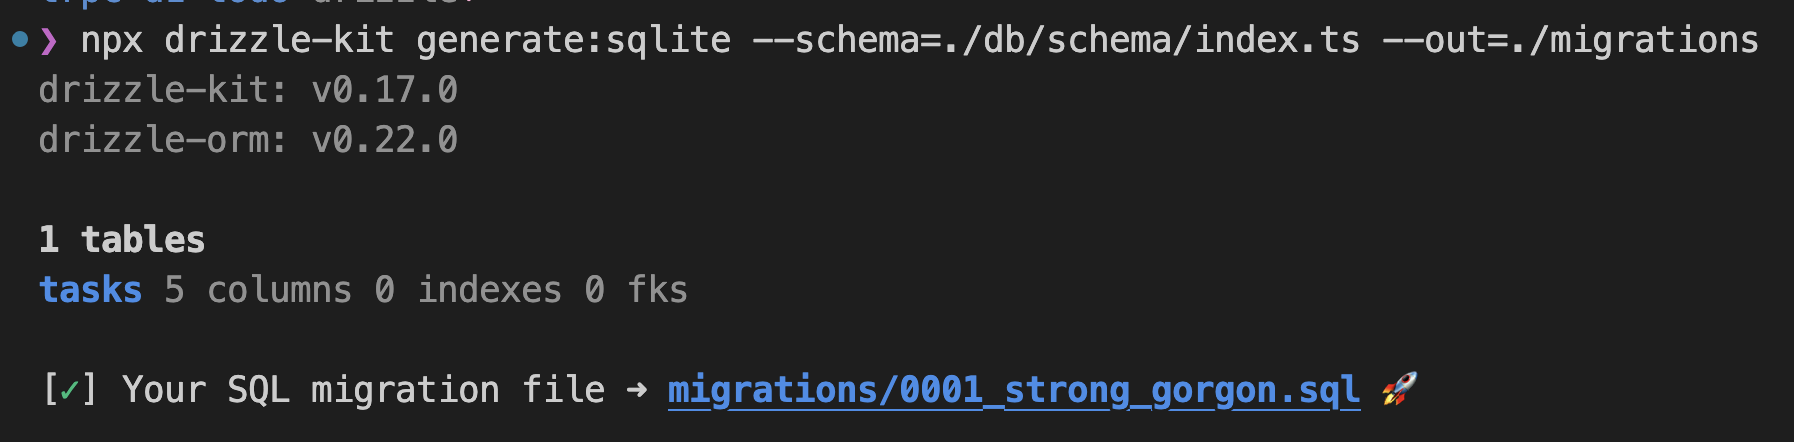 ❯ npx drizzle-kit generate:sqlite --schema=./db/schema/index.ts --out=./migrations
drizzle-kit: v0.17.0
drizzle-orm: v0.22.0
1 tables
tasks 5 columns 0 indexes 0 fks
[✓] Your SQL migration file ➜ migrations/0001_strong_gorgon.sql 🚀